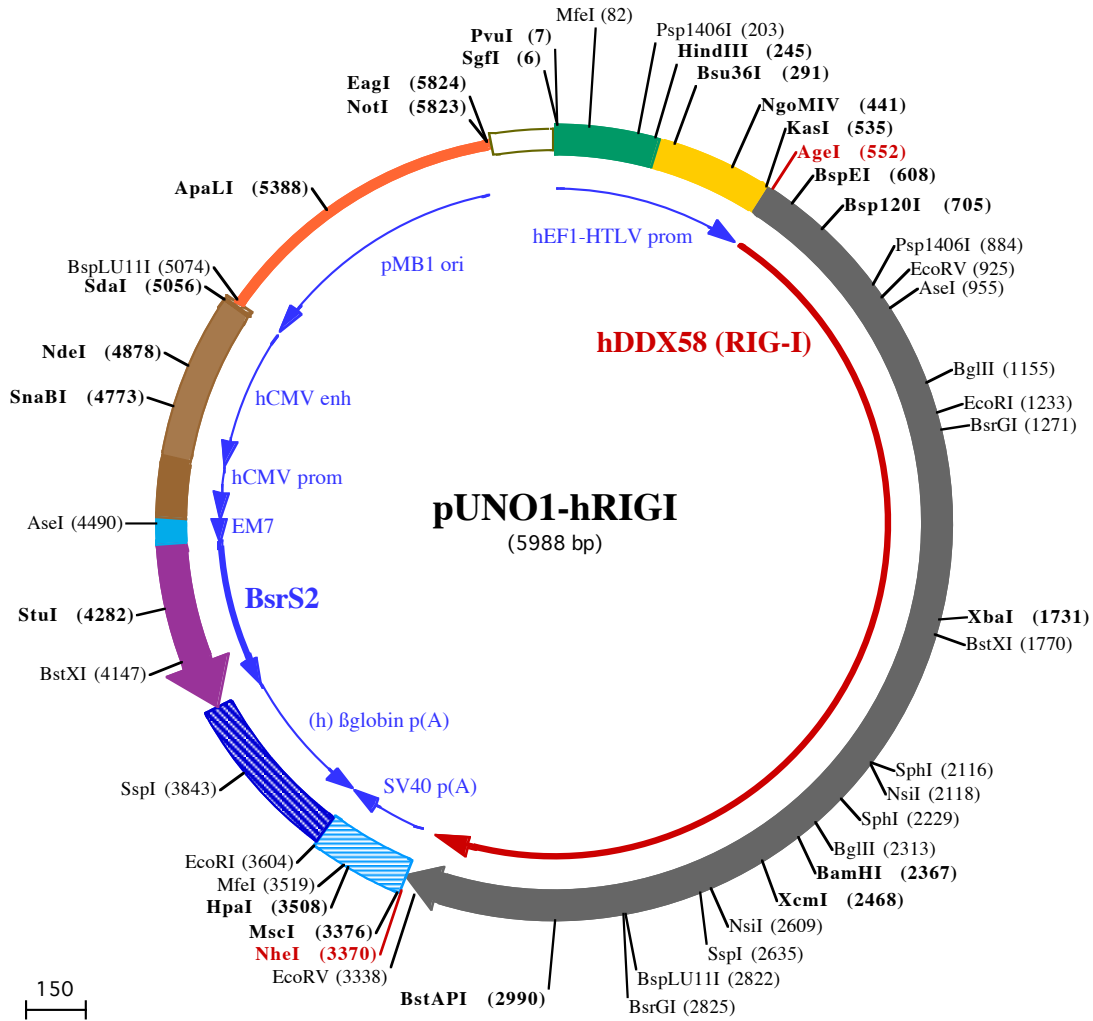 MfeI (82)
PvuI (7)
SgfI (6)
Psp1406I (203)
HindIII (245)
Bsu36I (291)
EagI (5824)
NotI (5823)
NgoMIV (441)
KasI (535)
AgeI (552)
BspEI (608)
Bsp120I (705)
ApaLI (5388)
hEF1-HTLV prom
pMB1 ori
Psp1406I (884)
EcoRV (925)
AseI (955)
BspLU11I (5074)
SdaI (5056)
hDDX58 (RIG-I)
NdeI (4878)
SnaBI (4773)
BglII (1155)
EcoRI (1233)
BsrGI (1271)
hCMV enh
hCMV prom
pUNO1-hRIGI
(5988 bp)
AseI (4490)
EM7
BsrS2
StuI (4282)
XbaI (1731)
BstXI (1770)
BstXI (4147)
(h) ßglobin p(A)
SV40 p(A)
SspI (3843)
SphI (2116)
NsiI (2118)
SphI (2229)
BglII (2313)
BamHI (2367)
XcmI (2468)
EcoRI (3604)
MfeI (3519)
HpaI (3508)
MscI (3376)
NheI (3370)
EcoRV (3338)
NsiI (2609)
SspI (2635)
BspLU11I (2822)
BsrGI (2825)
BstAPI (2990)
150